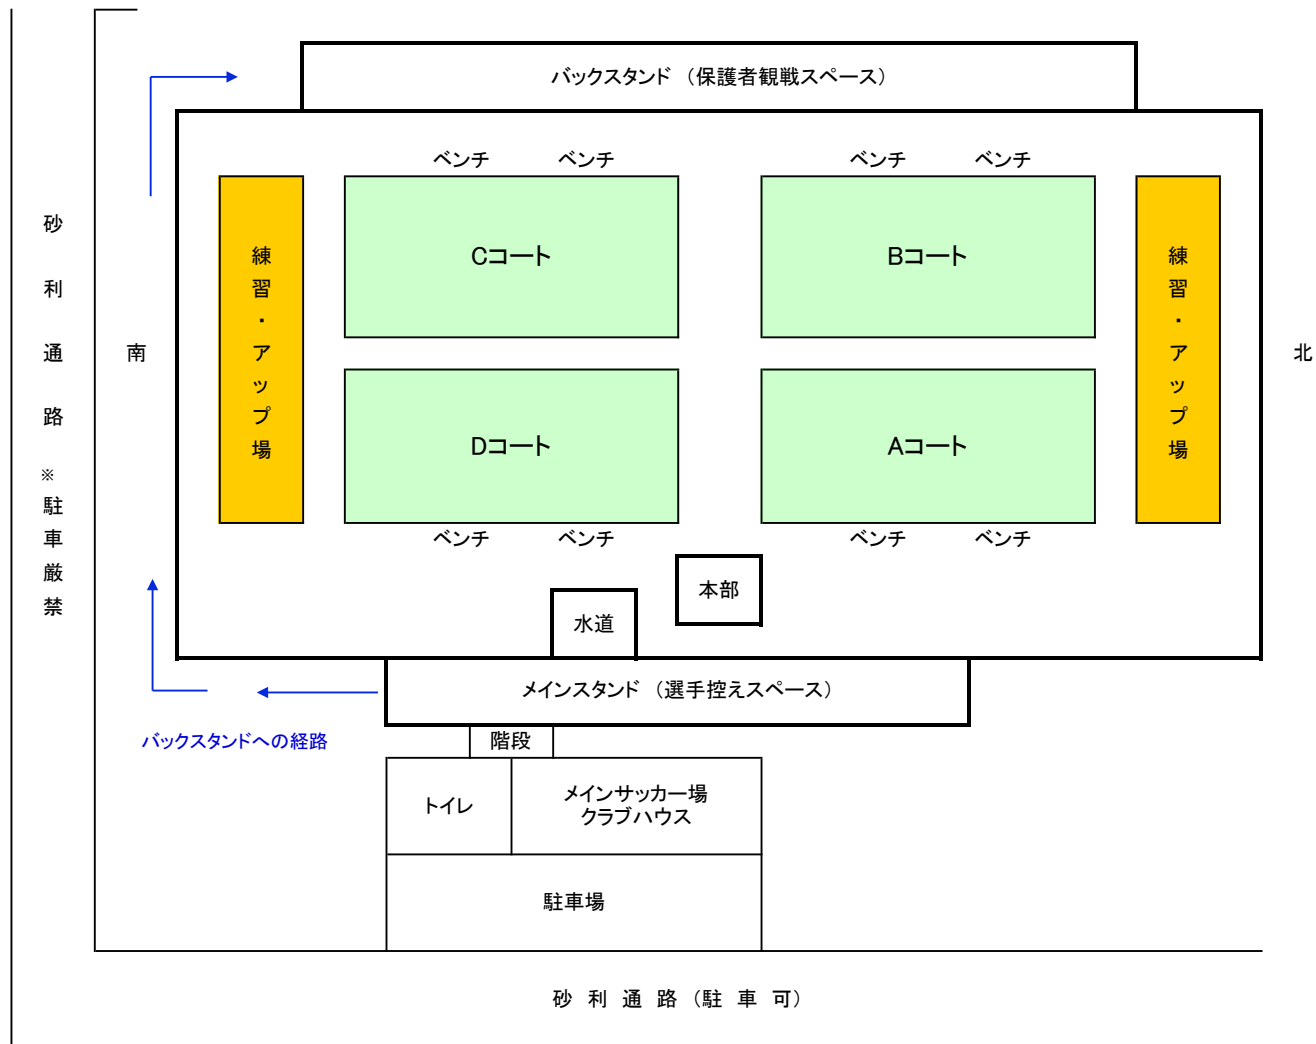 バックスタンド （保護者観戦スペース）
ベンチ ベンチ ベンチ ベンチ
砂利通路 ※駐車厳禁
南
練習・アップ場
Cコート
Bコート
練習・アップ場
北
Dコート
Aコート
ベンチ ベンチ ベンチ ベンチ
本部
水道
メインスタンド （選手控えスペース）
バックスタンドへの経路
階段
トイレ
メインサッカー場
クラブハウス
駐車場
砂利通路（駐車可）